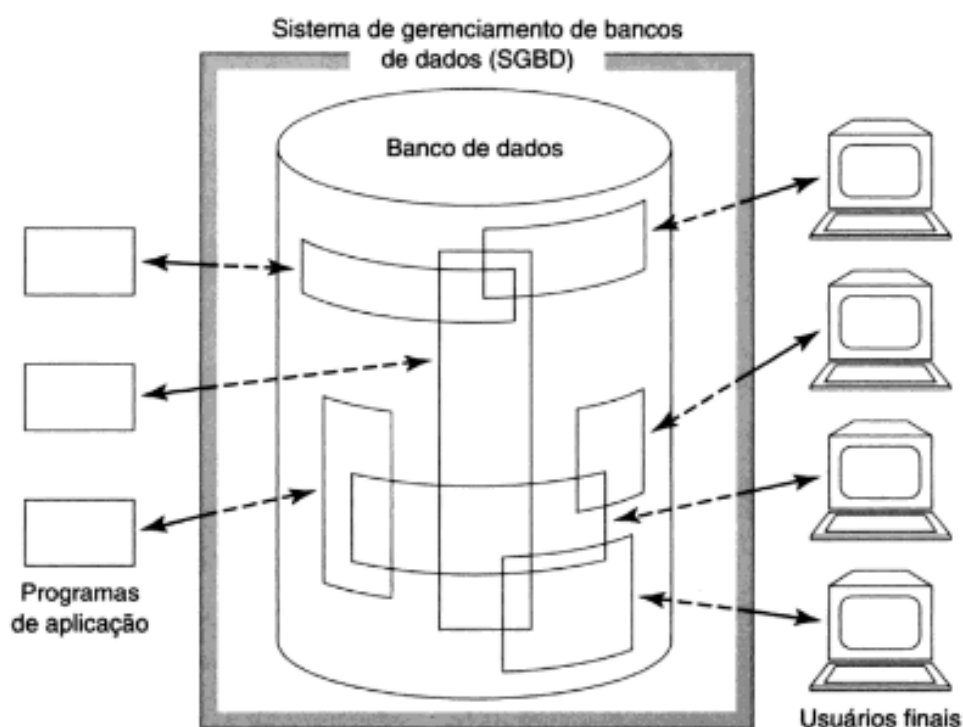 Sistema de gerenciamento de bancos
de dados (SGBD)
Banco de dados
Programas
de aplicação
Usuários finais